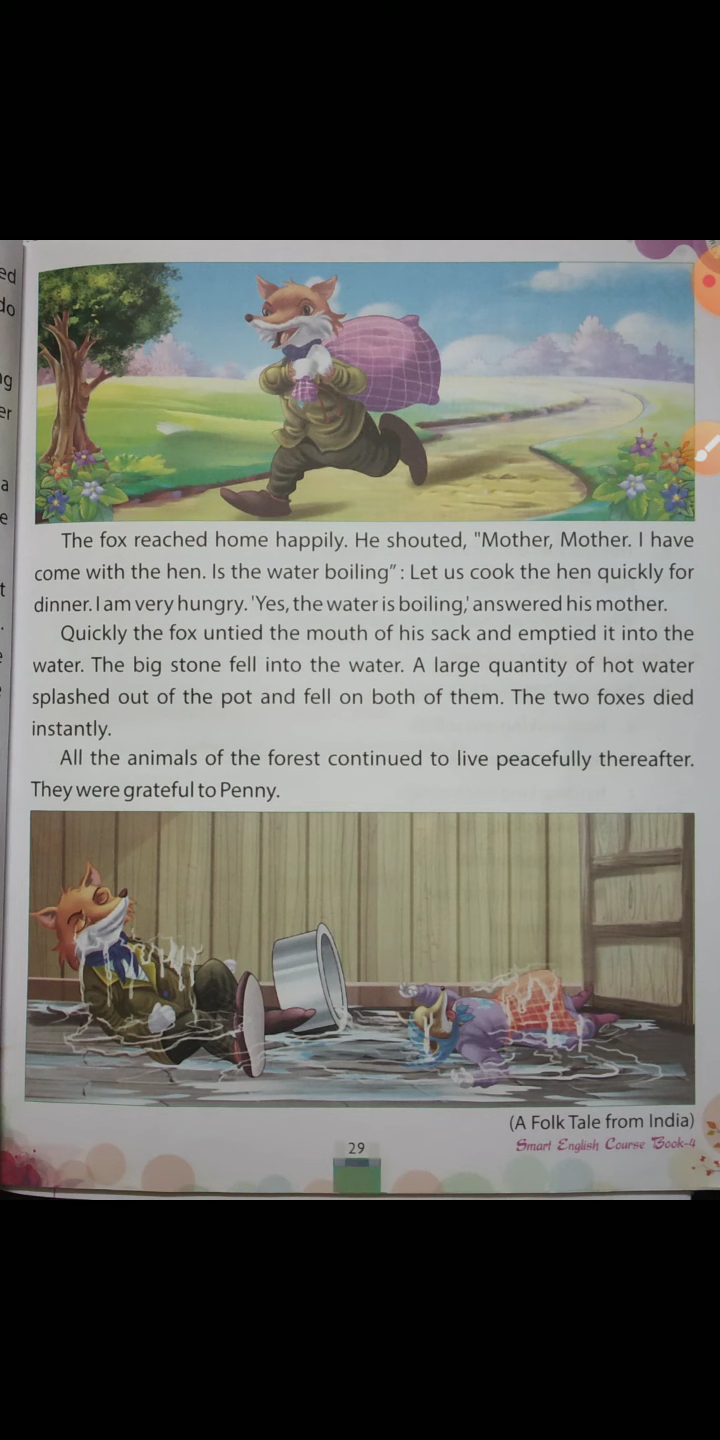 ed
do
ng
er
a
e
t
.
The fox reached home happily. He shouted, "Mother, Mother. I have
come with the hen. Is the water boiling” : Let us cook the hen quickly for
dinner. I am very hungry. 'Yes, the water is boiling,' answered his mother.
Quickly the fox untied the mouth of his sack and emptied it into the
water. The big stone fell into the water. A large quantity of hot water
splashed out of the pot and fell on both of them. The two foxes died
instantly.
All the animals of the forest continued to live peacefully thereafter.
They were grateful to Penny.
(A Folk Tale from India)
29
Smart English Course Book-4